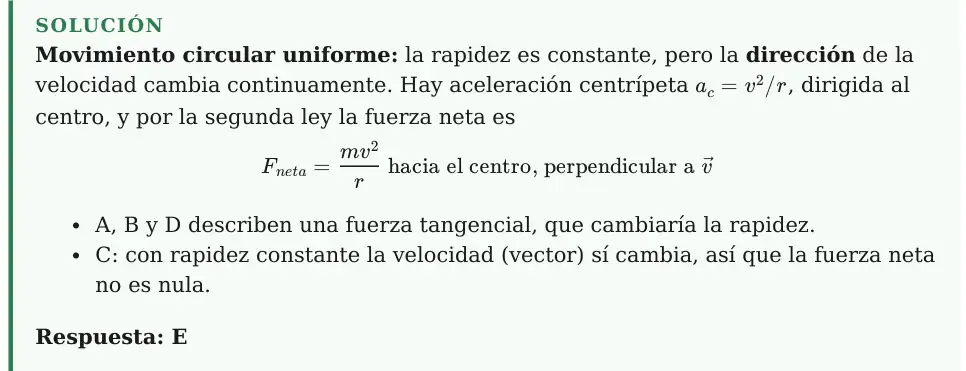 SOLUCIÓN
Movimiento circular uniforme: la rapidez es constante, pero la dirección de la
velocidad cambia continuamente. Hay aceleración centrípeta a_c = v²/r, dirigida al
centro, y por la segunda ley la fuerza neta es
F_neta = mv²/r hacia el centro, perpendicular a v⃗
• A, B y D describen una fuerza tangencial, que cambiaría la rapidez.
• C: con rapidez constante la velocidad (vector) sí cambia, así que la fuerza neta
no es nula.
Respuesta: E